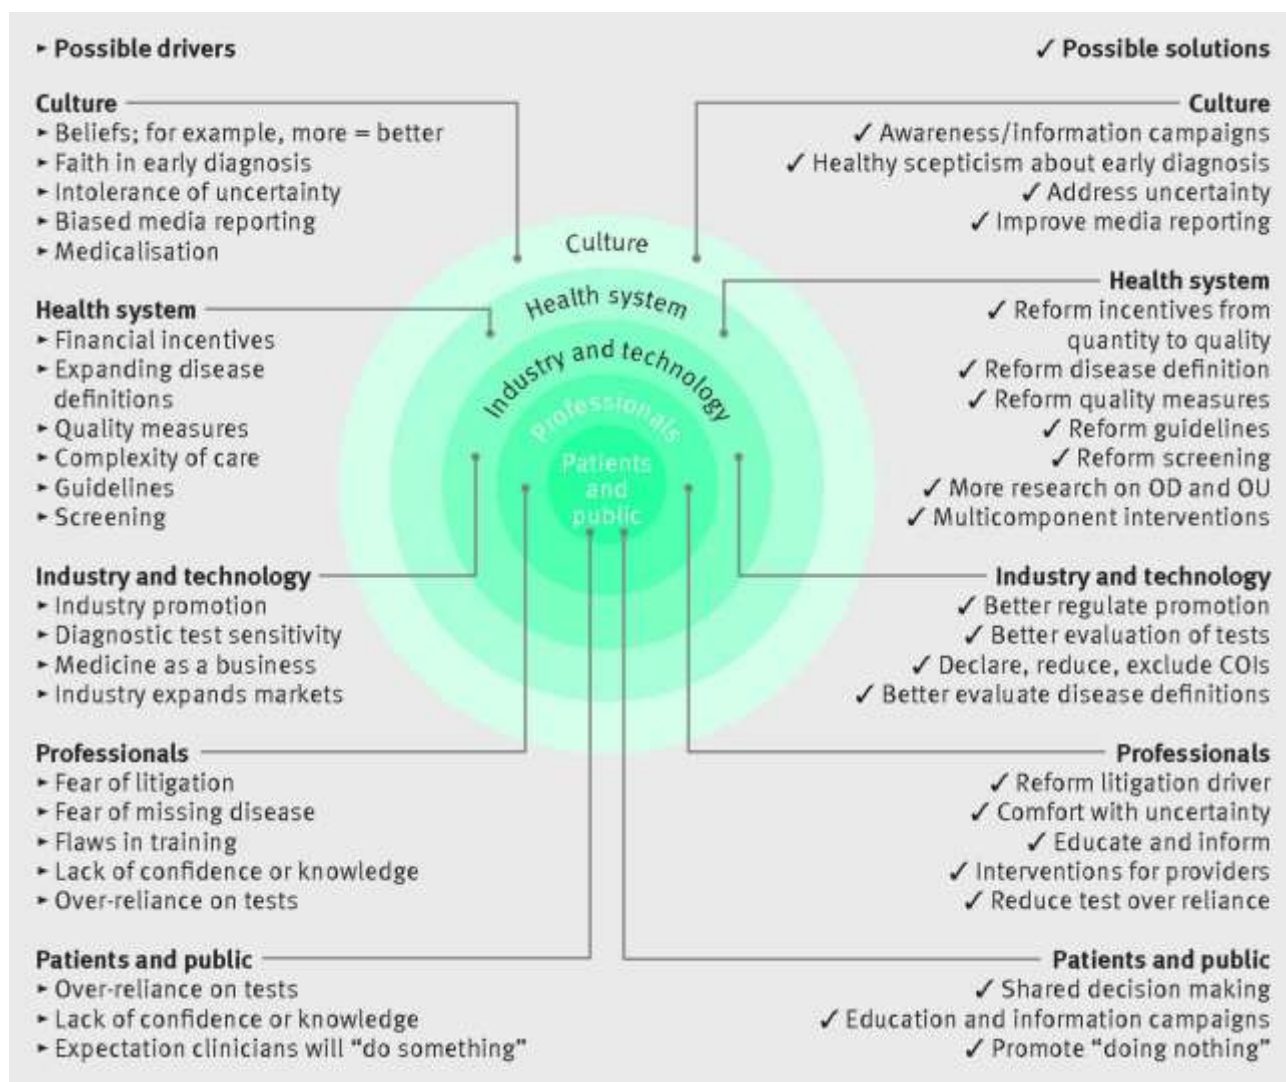 ► Possible drivers
Culture
► Beliefs; for example, more = better
► Faith in early diagnosis
► Intolerance of uncertainty
► Biased media reporting
► Medicalisation
Health system
► Financial incentives
► Expanding disease
definitions
► Quality measures
► Complexity of care
► Guidelines
► Screening
Industry and technology
► Industry promotion
► Diagnostic test sensitivity
► Medicine as a business
► Industry expands markets
Professionals
► Fear of litigation
► Fear of missing disease
► Flaws in training
► Lack of confidence or knowledge
► Over-reliance on tests
Patients and public
► Over-reliance on tests
► Lack of confidence or knowledge
► Expectation clinicians will “do something”
Culture
Health system
Industry and technology
Professionals
Patients
and
public
✓ Possible solutions
Culture
✓ Awareness/information campaigns
✓ Healthy scepticism about early diagnosis
✓ Address uncertainty
✓ Improve media reporting
Health system
✓ Reform incentives from
quantity to quality
✓ Reform disease definition
✓ Reform quality measures
✓ Reform guidelines
✓ Reform screening
✓ More research on OD and OU
✓ Multicomponent interventions
Industry and technology
✓ Better regulate promotion
✓ Better evaluation of tests
✓ Declare, reduce, exclude COIs
✓ Better evaluate disease definitions
Professionals
✓ Reform litigation driver
✓ Comfort with uncertainty
✓ Educate and inform
✓ Interventions for providers
✓ Reduce test over reliance
Patients and public
✓ Shared decision making
✓ Education and information campaigns
✓ Promote “doing nothing”